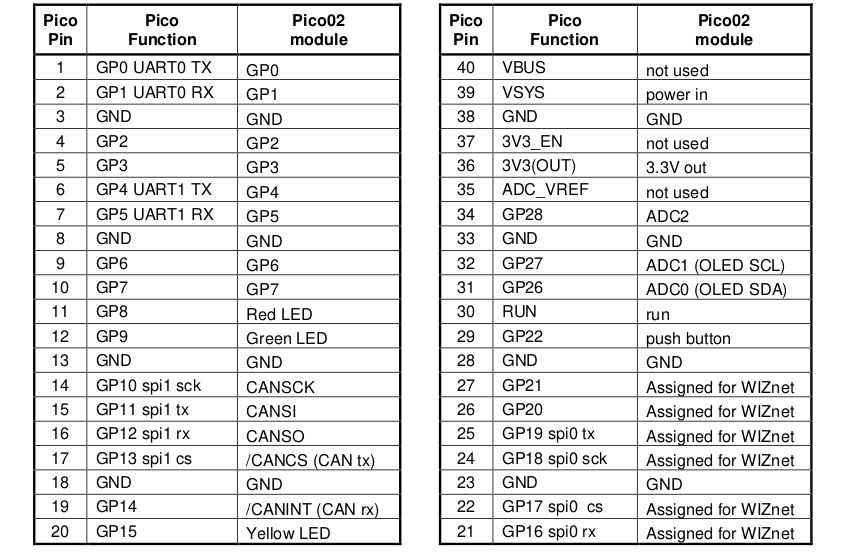 Pico Pin Pico Function Pico02 module
1 GP0 UART0 TX GP0
2 GP1 UART0 RX GP1
3 GND GND
4 GP2 GP2
5 GP3 GP3
6 GP4 UART1 TX GP4
7 GP5 UART1 RX GP5
8 GND GND
9 GP6 GP6
10 GP7 GP7
11 GP8 Red LED
12 GP9 Green LED
13 GND GND
14 GP10 spi1 sck CANSCK
15 GP11 spi1 tx CANSI
16 GP12 spi1 rx CANSO
17 GP13 spi1 cs /CANCS (CAN tx)
18 GND GND
19 GP14 /CANINT (CAN rx)
20 GP15 Yellow LED
Pico Pin Pico Function Pico02 module
40 VBUS not used
39 VSYS power in
38 GND GND
37 3V3_EN not used
36 3V3(OUT) 3.3V out
35 ADC_VREF not used
34 GP28 ADC2
33 GND GND
32 GP27 ADC1 (OLED SCL)
31 GP26 ADC0 (OLED SDA)
30 RUN run
29 GP22 push button
28 GND GND
27 GP21 Assigned for WIZnet
26 GP20 Assigned for WIZnet
25 GP19 spi0 tx Assigned for WIZnet
24 GP18 spi0 sck Assigned for WIZnet
23 GND GND
22 GP17 spi0 cs Assigned for WIZnet
21 GP16 spi0 rx Assigned for WIZnet